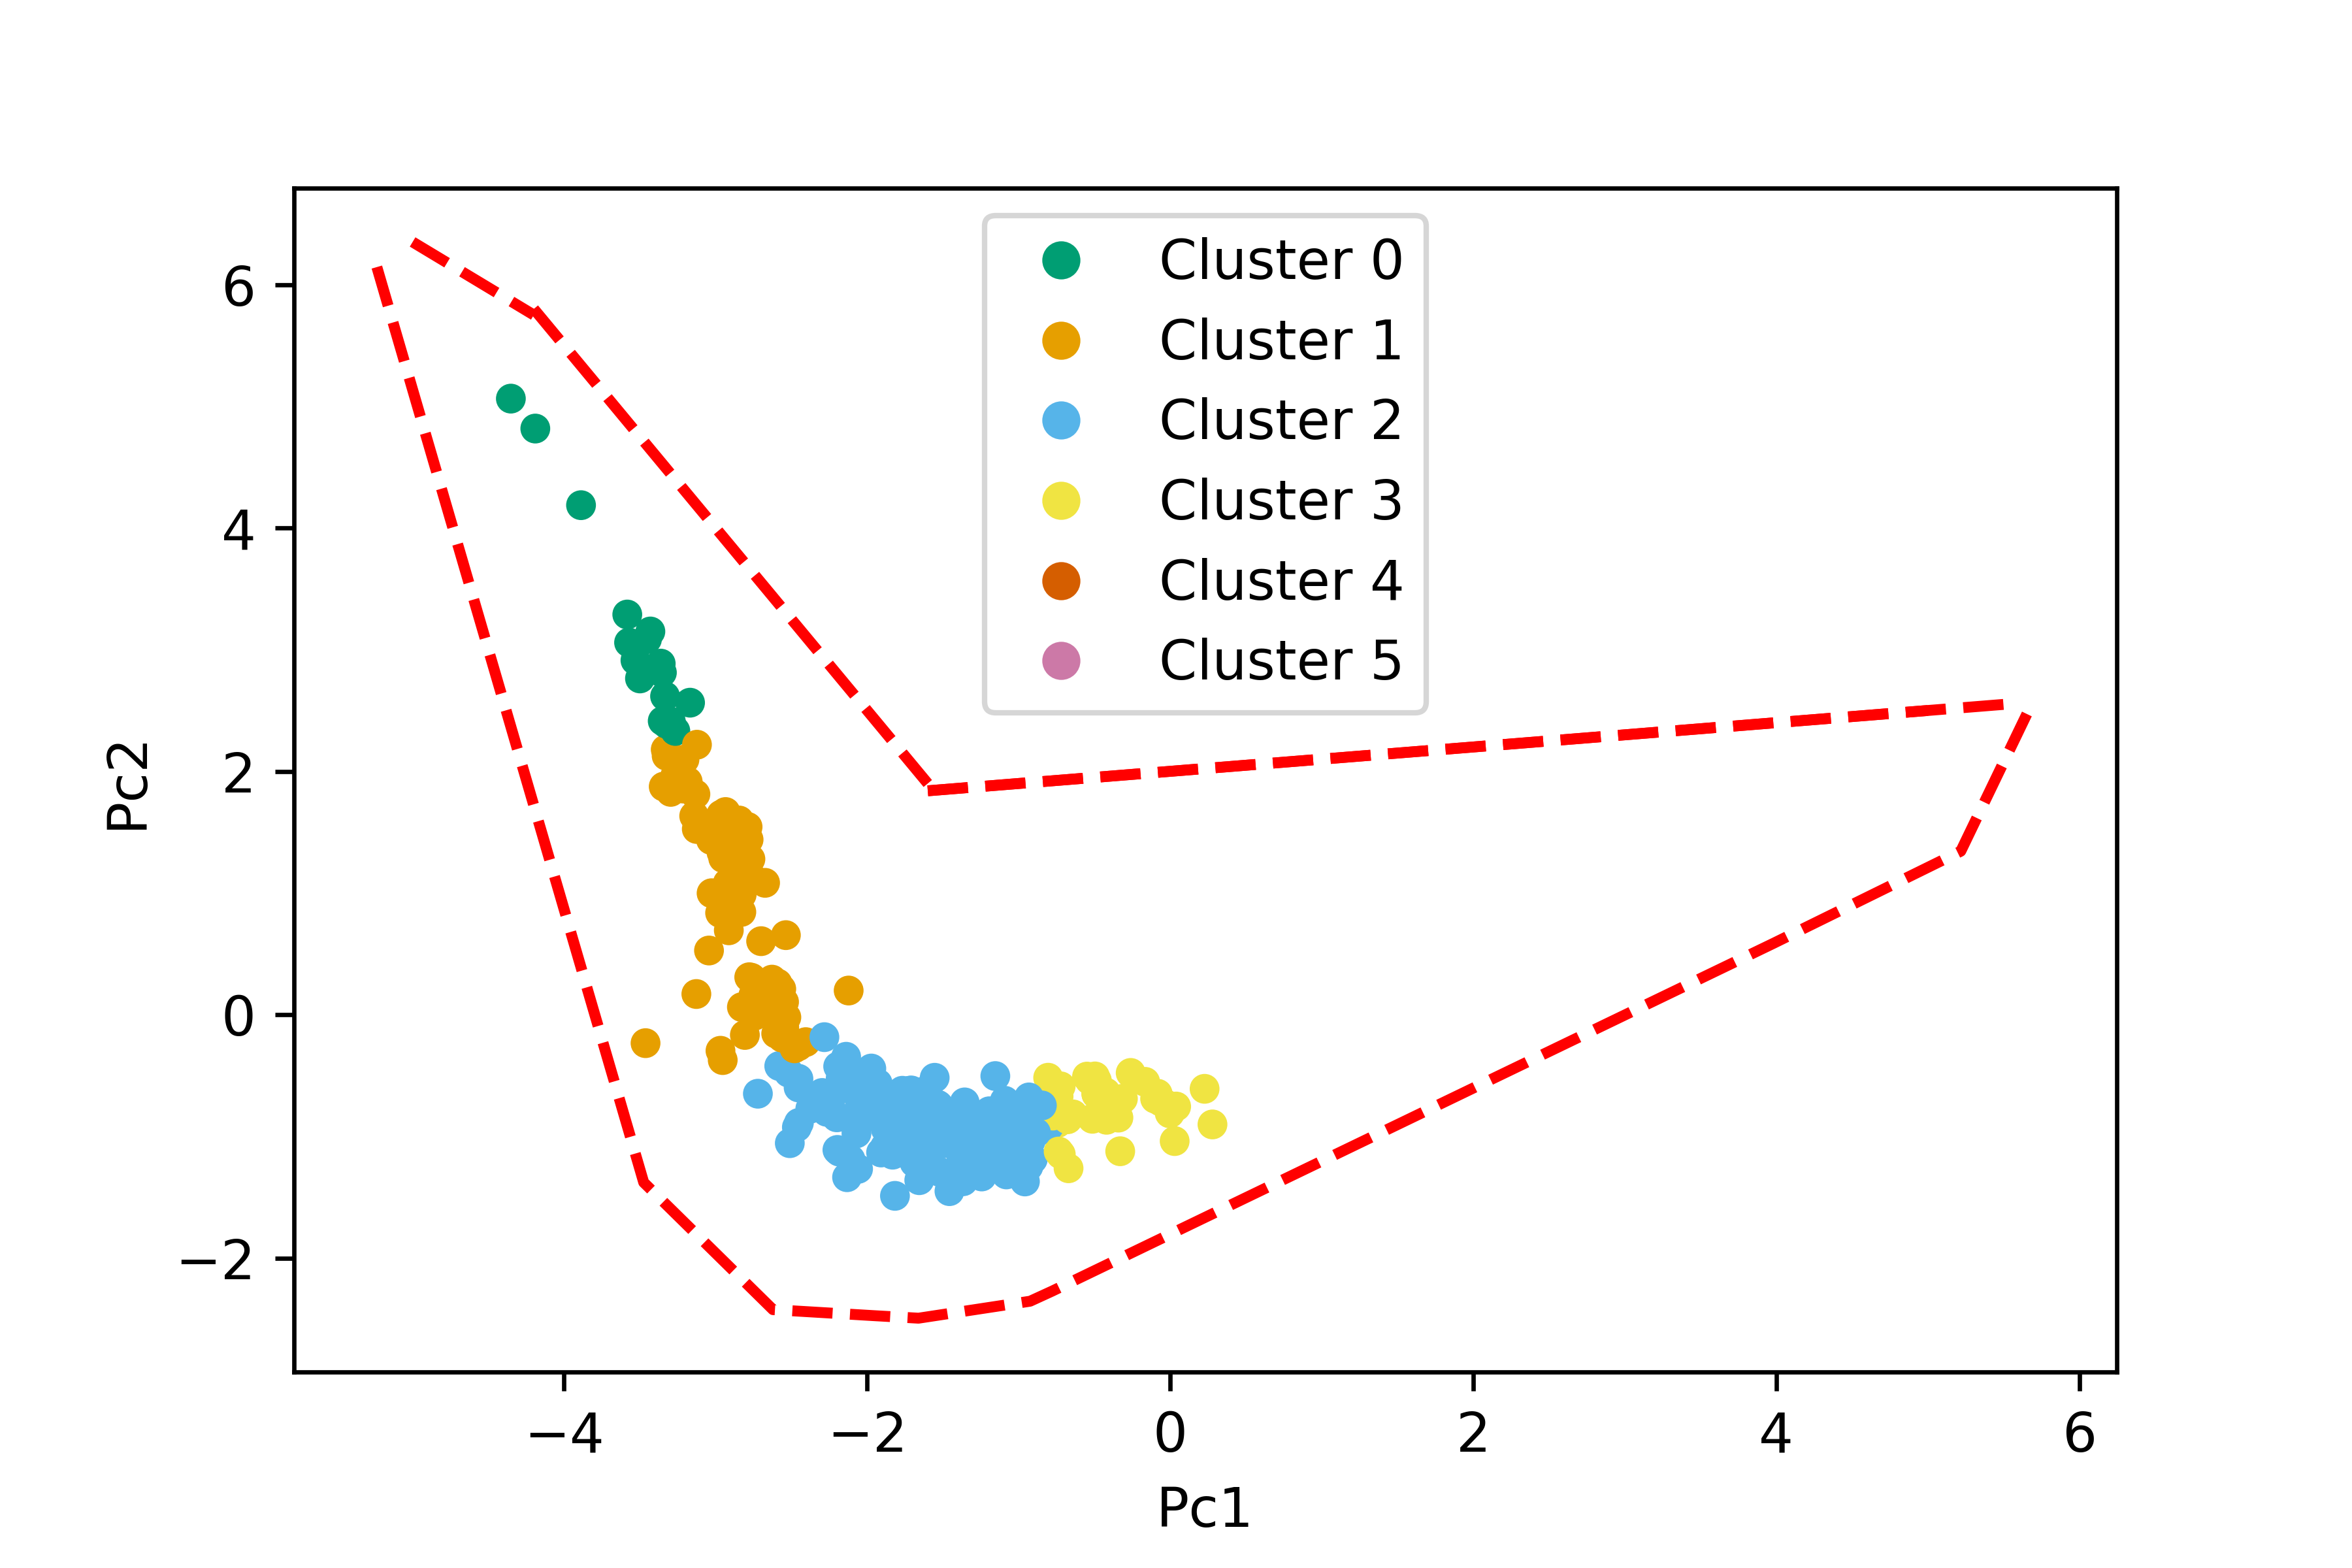 Cluster 0
Cluster 1
Cluster 2
Cluster 3
Cluster 4
Cluster 5
6
4
2
0
−2
Pc2
−4 −2 0 2 4 6
Pc1